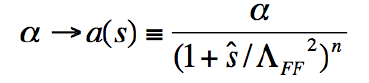 α → a(s) ≡ α / (1 + ŝ / Λ_FF²)ⁿ